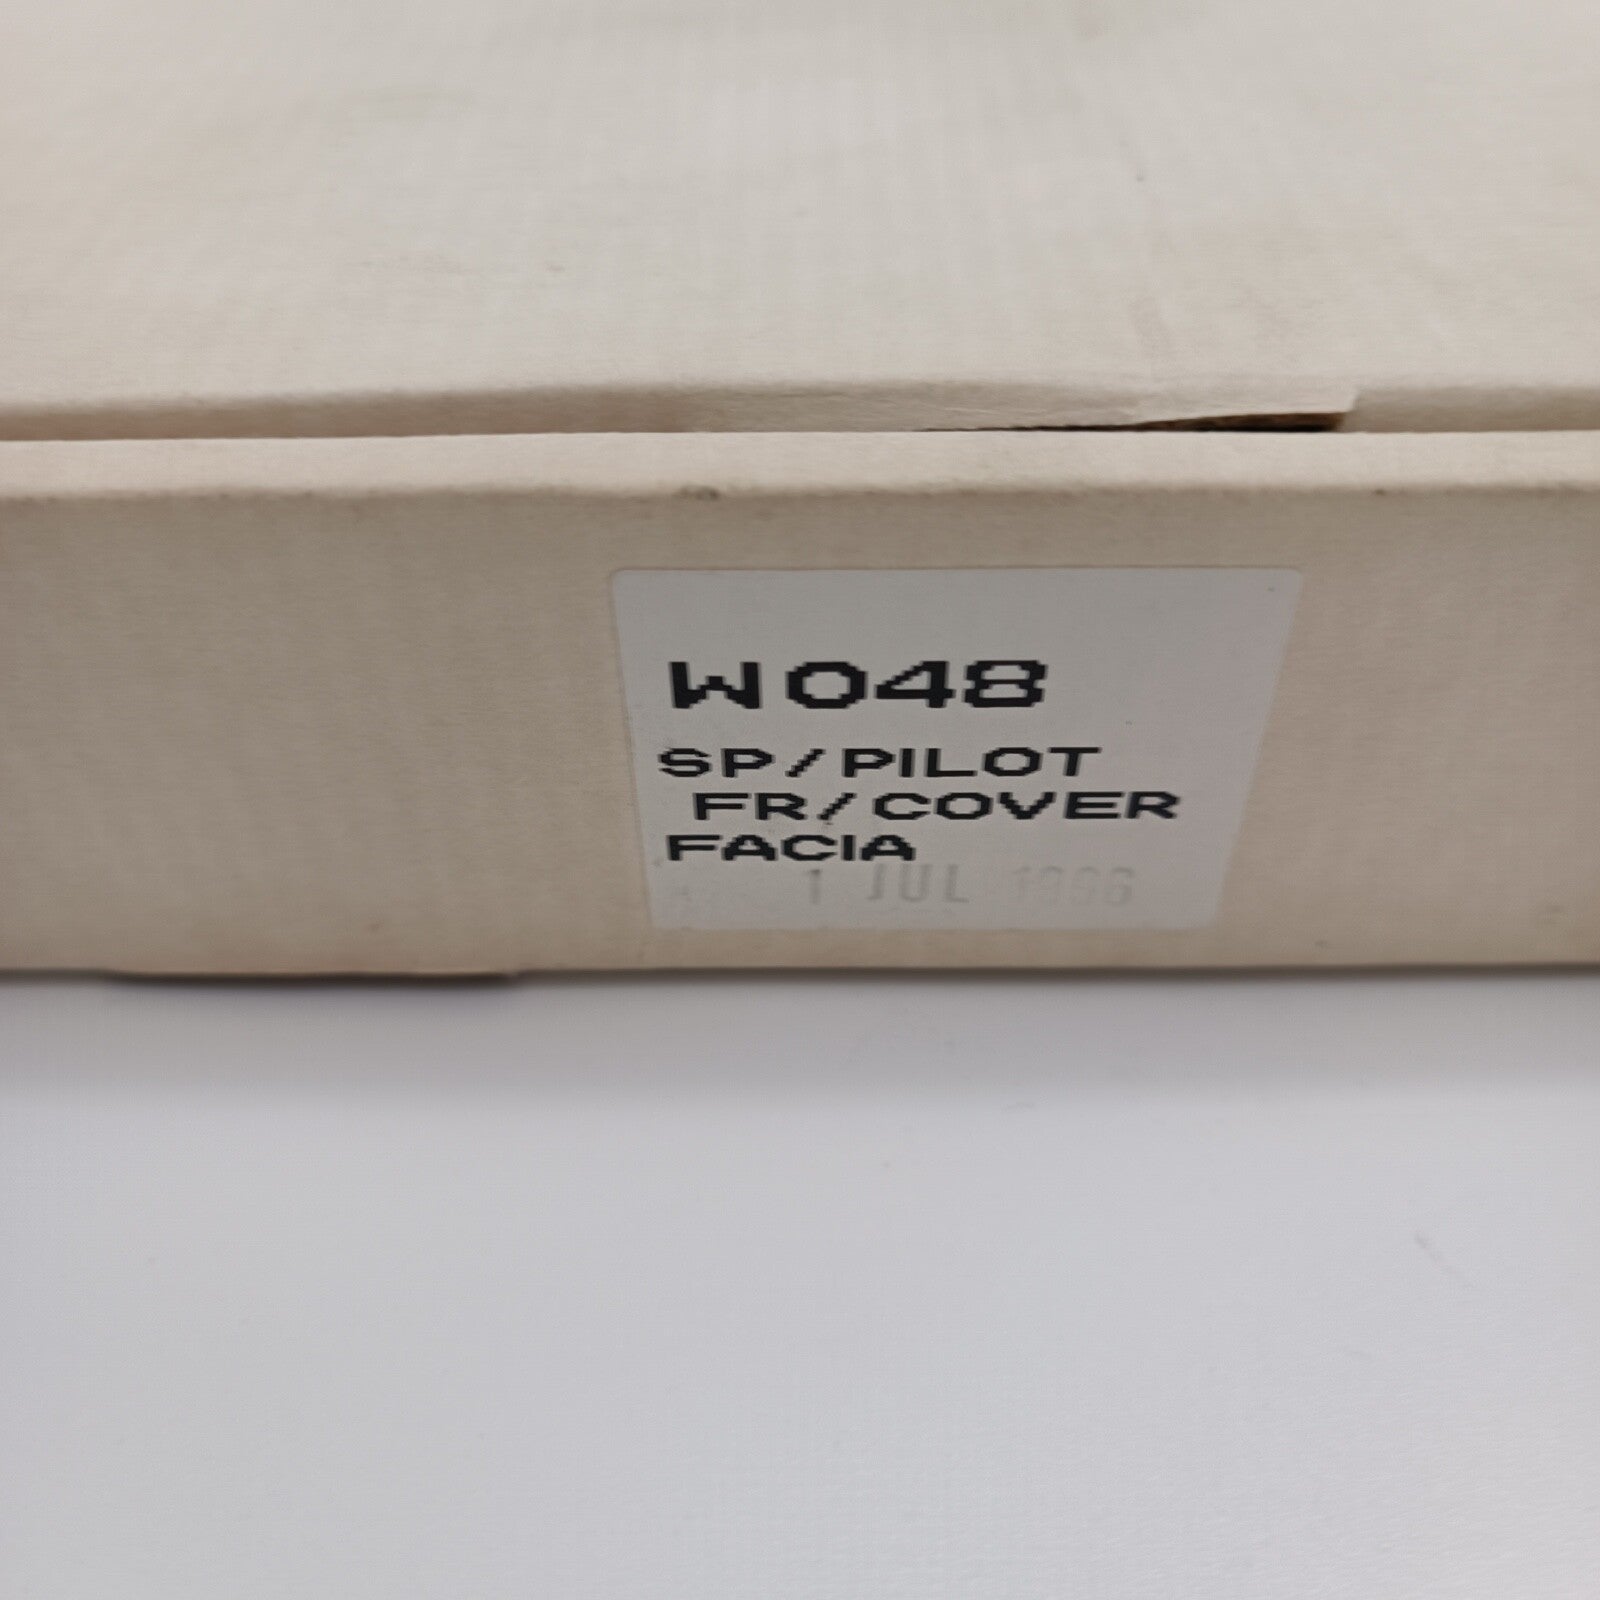 W048
SP/PILOT
FR/COVER
FACIA
1 JUL